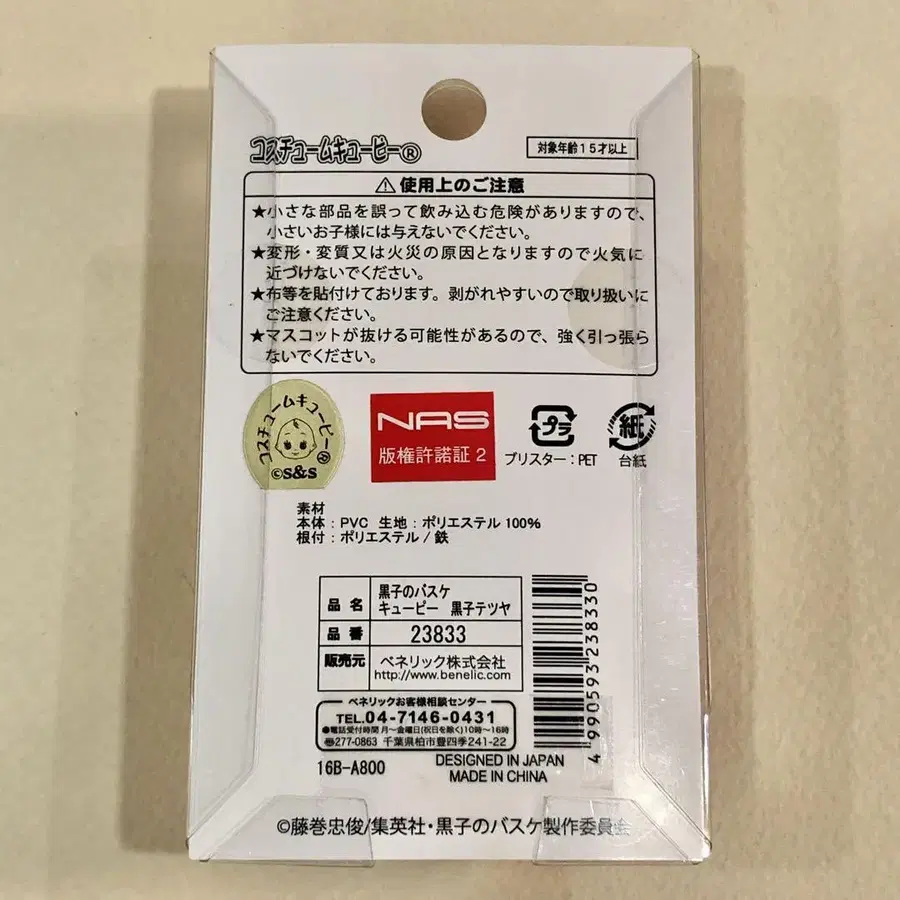 コスチュームキューピー®
対象年齢15才以上
⚠使用上のご注意
★小さな部品を誤って飲み込む危険がありますので、
小さいお子様には与えないでください。
★変形・変質又は火災の原因となりますので火気に
近づけないでください。
★布等を貼付けております。剥がれやすいので取り扱いに
ご注意ください。
★マスコットが抜ける可能性があるので、強く引っ張ら
ないでください。
コスチュームキューピー®
©S&S
NAS
版権許諾証2
プラ
ブリスター:PET
紙
台紙
素材
本体:PVC 生地:ポリエステル100%
根付:ポリエステル/鉄
品名 黒子のバスケ
キューピー 黒子テツヤ
品番 23833
販売元 ベネリック株式会社
http://www.benelic.com/
ベネリックお客様相談センター
TEL.04-7146-0431
●電話受付時間 月~金曜日(祝日を除く)10時~16時
〠277-0863 千葉県柏市豊四季241-22
4990593238330
16B-A800
DESIGNED IN JAPAN
MADE IN CHINA
©藤巻忠俊/集英社・黒子のバスケ製作委員会